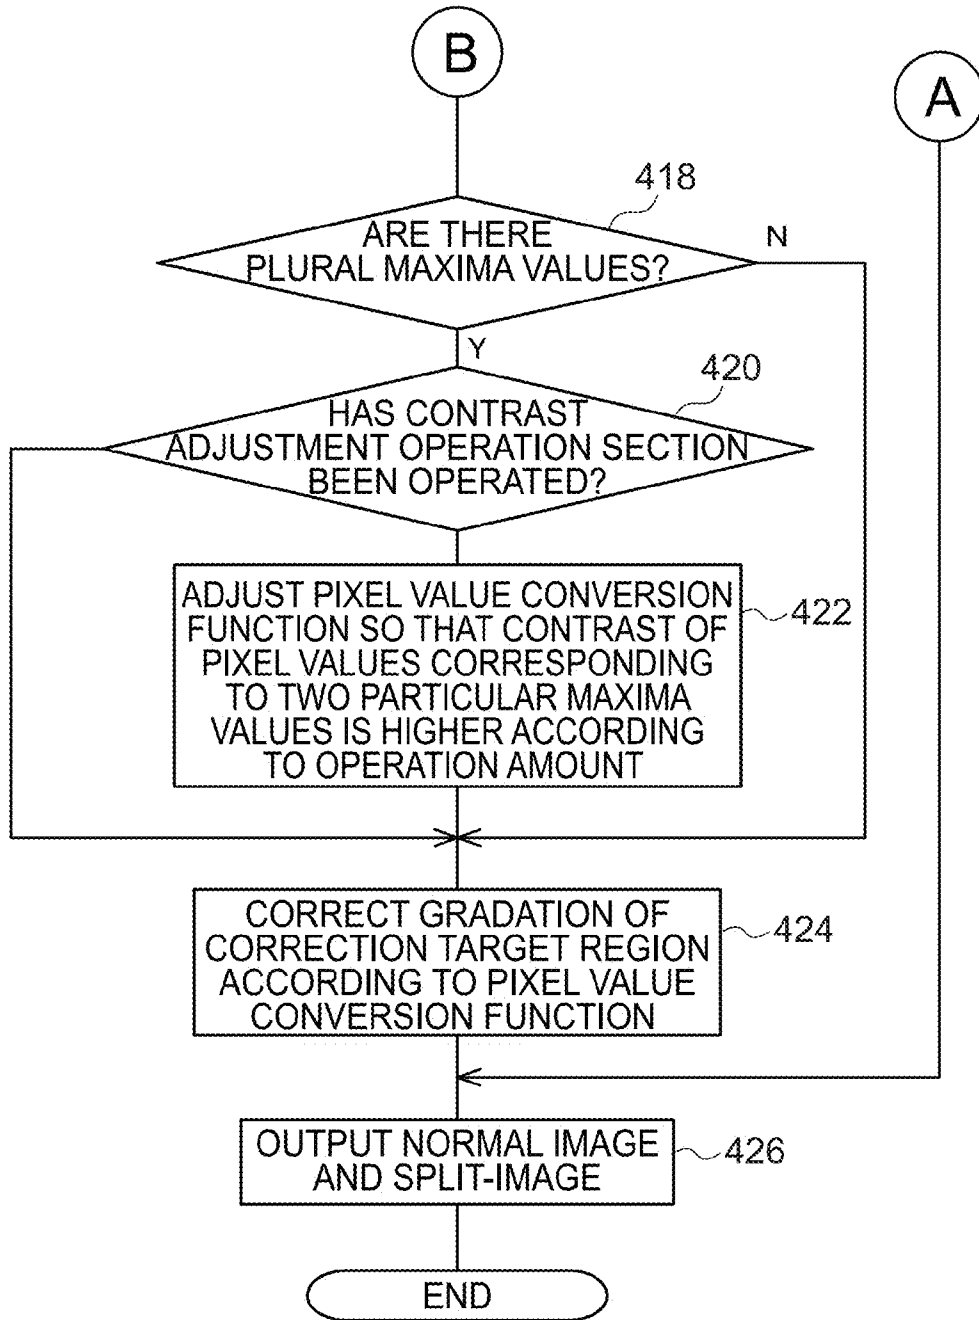 B
A
418
ARE THERE
PLURAL MAXIMA VALUES?
N
Y
420
HAS CONTRAST
ADJUSTMENT OPERATION SECTION
BEEN OPERATED?
ADJUST PIXEL VALUE CONVERSION
FUNCTION SO THAT CONTRAST OF
PIXEL VALUES CORRESPONDING
TO TWO PARTICULAR MAXIMA
VALUES IS HIGHER ACCORDING
TO OPERATION AMOUNT
422
CORRECT GRADATION OF
CORRECTION TARGET REGION
ACCORDING TO PIXEL VALUE
CONVERSION FUNCTION
424
OUTPUT NORMAL IMAGE
AND SPLIT-IMAGE
426
END